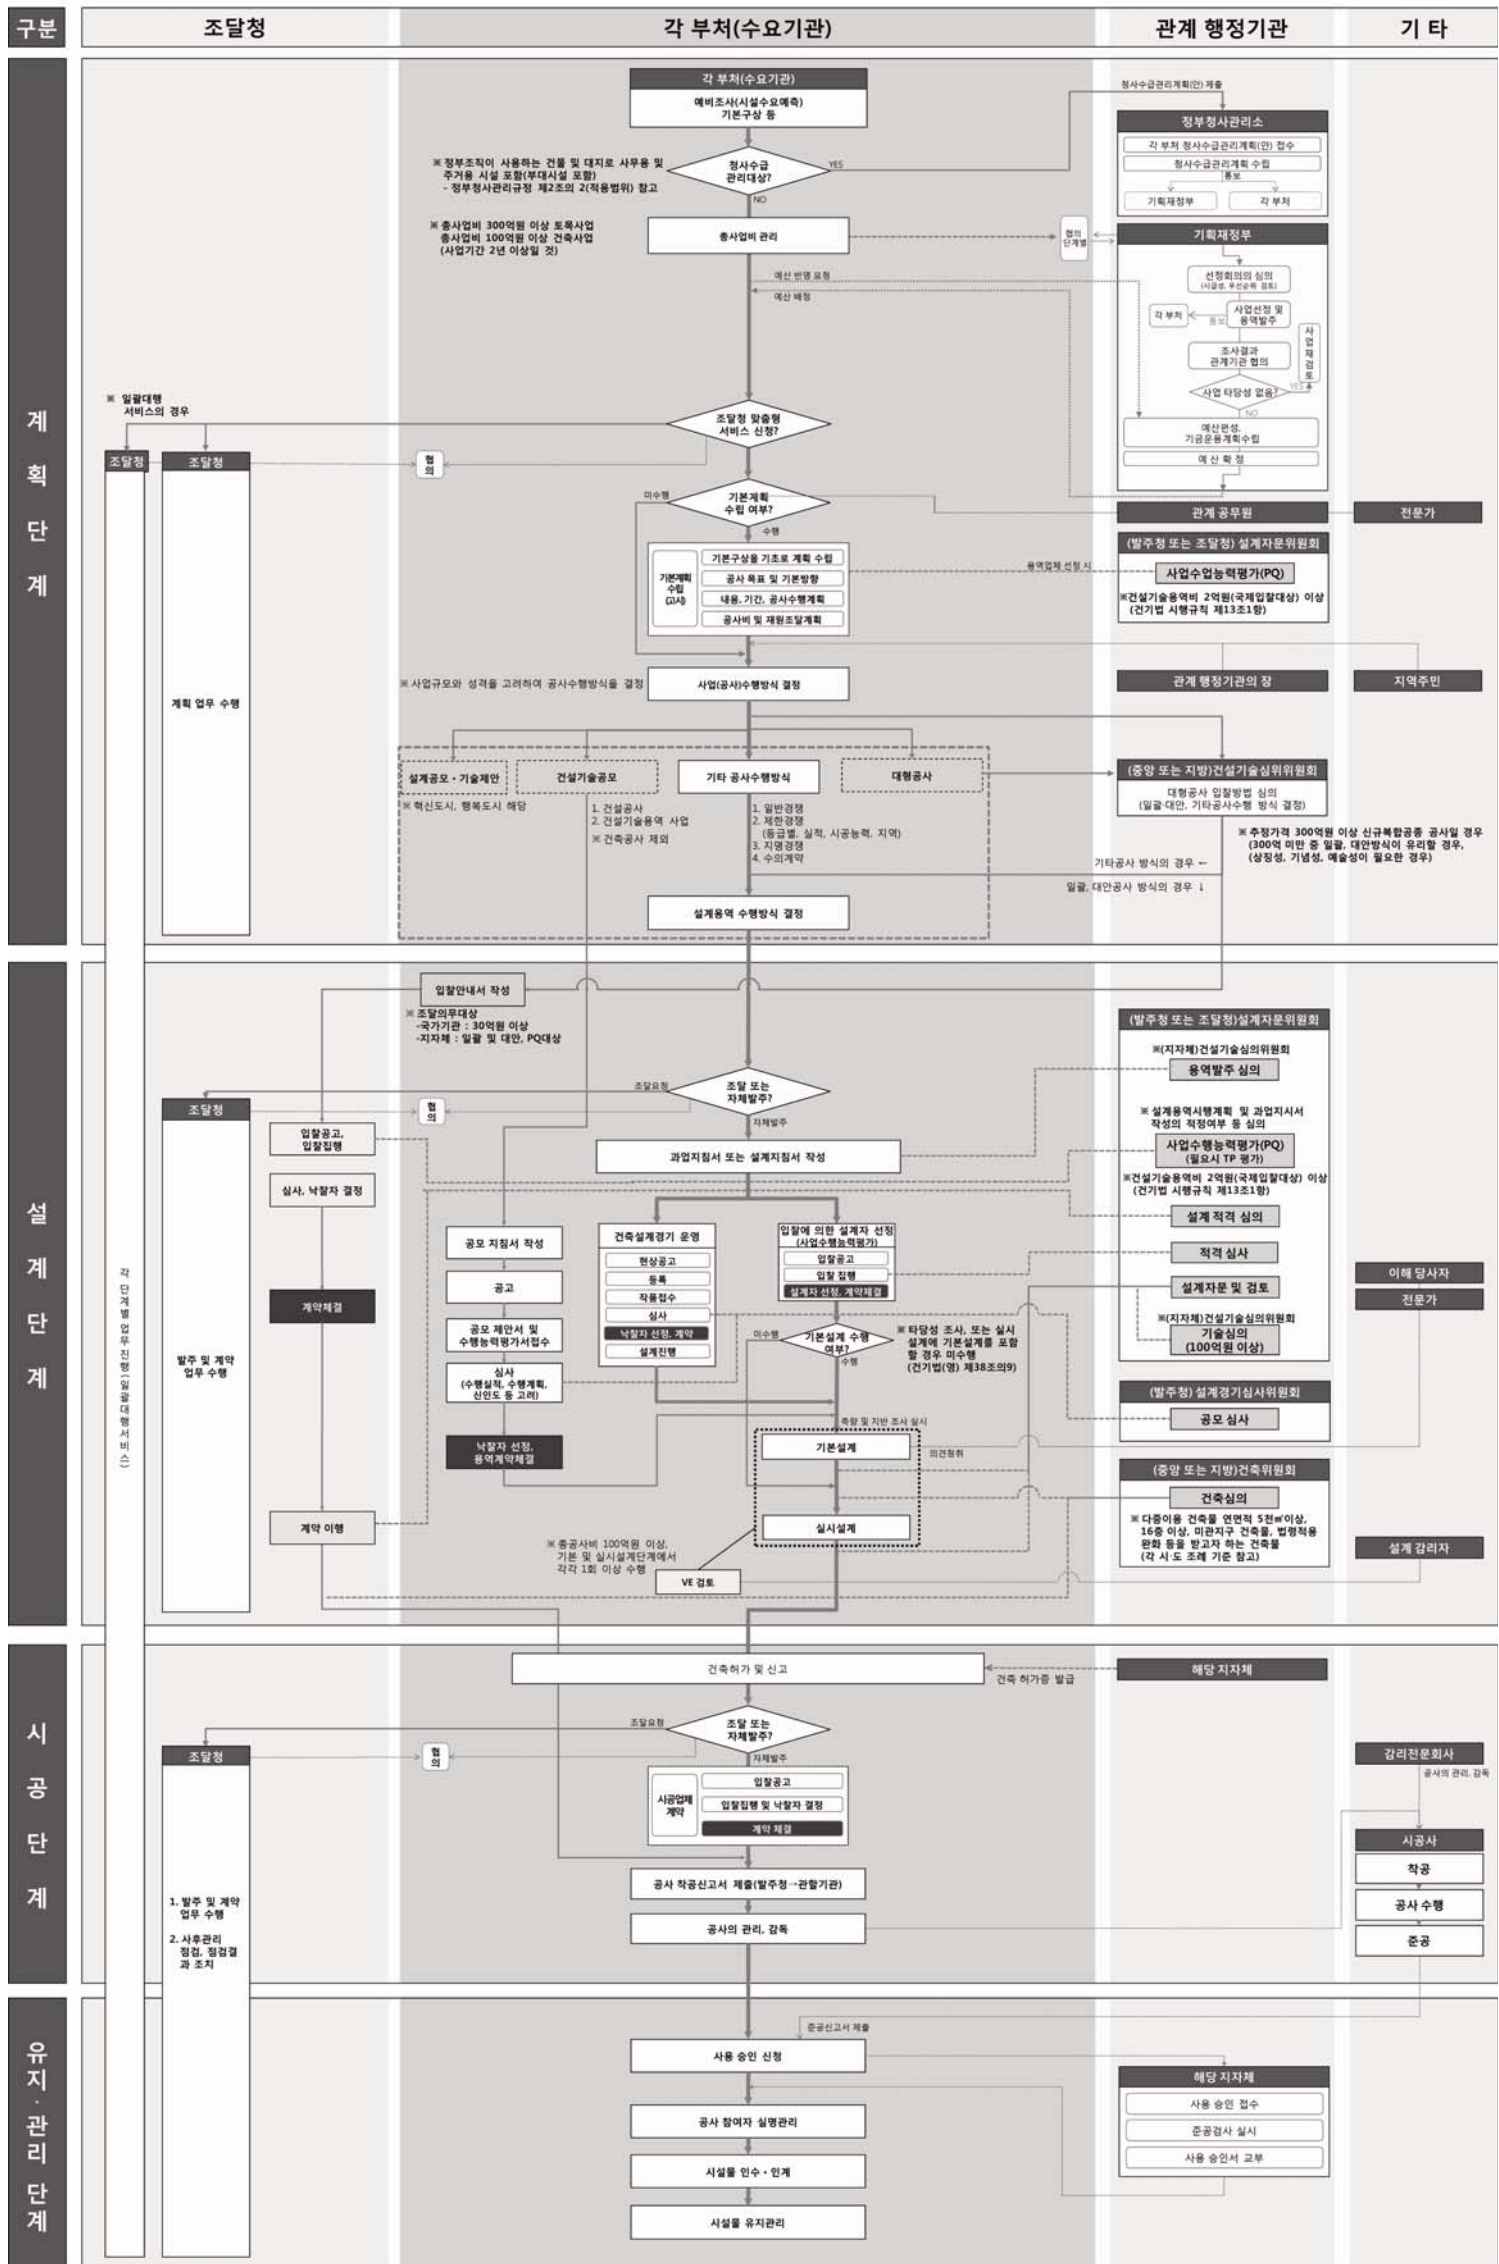 구분
조달청
각 부처(수요기관)
관계 행정기관
기 타
계획단계
각 부처(수요기관)
예비조사(시설수요예측)
기본구상 등
청사수급관리계획(안) 제출
정부청사관리소
각 부처 청사수급관리계획(안) 접수
청사수급관리계획 수립
통보
기획재정부
각 부처
※ 정부조직이 사용하는 건물 및 대지로 사무용 및
주거용 시설 포함(부대시설 포함)
- 정부청사관리규정 제2조의 2(적용범위) 참고
청사수급
관리대상?
YES
NO
※ 총사업비 300억원 이상 토목사업
총사업비 100억원 이상 건축사업
(사업기간 2년 이상일 것)
총사업비 관리
협의
단계별
기획재정부
선정회의의 심의
(시급성, 우선순위 검토)
사업선정 및
용역발주
각 부처
통보
조사결과
관계기관 협의
사업재검토
사업 타당성 없음?
YES
NO
예산편성,
기금운용계획수립
예 산 확 정
예산 반영 요청
예산 배정
※ 일괄대행
서비스의 경우
조달청 맞춤형
서비스 신청?
조달청
조달청
협의
미수행
기본계획
수립 여부?
수행
관계 공무원
전문가
기본계획
수립
(고시)
기본구상을 기초로 계획 수립
공사 목표 및 기본방향
내용, 기간, 공사수행계획
공사비 및 재원조달계획
용역업체 선정 시
(발주청 또는 조달청) 설계자문위원회
사업수업능력평가(PQ)
※건설기술용역비 2억원(국제입찰대상) 이상
(건기법 시행규칙 제13조1항)
※ 사업규모와 성격을 고려하여 공사수행방식을 결정
사업(공사)수행방식 결정
관계 행정기관의 장
지역주민
계획 업무 수행
설계공모·기술제안
건설기술공모
기타 공사수행방식
대형공사
※ 혁신도시, 행복도시 해당
1. 건설공사
2. 건설기술용역 사업
※ 건축공사 제외
1. 일반경쟁
2. 제한경쟁
(등급별, 실적, 시공능력, 지역)
3. 지명경쟁
4. 수의계약
(중앙 또는 지방)건설기술심위위원회
대형공사 입찰방법 심의
(일괄·대안, 기타공사수행 방식 결정)
※ 추정가격 300억원 이상 신규복합공종 공사일 경우
(300억 미만 중 일괄, 대안방식이 유리할 경우,
(상징성, 기념성, 예술성이 필요한 경우)
기타공사 방식의 경우 ←
일괄, 대안공사 방식의 경우 ↓
설계용역 수행방식 결정
설계단계
각 단계별 업무 진행(일괄대행서비스)
입찰안내서 작성
※ 조달의무대상
-국가기관 : 30억원 이상
-지자체 : 일괄 및 대안, PQ대상
조달요청
조달 또는
자체발주?
자체발주
조달청
협의
발주 및 계약
업무 수행
입찰공고,
입찰집행
심사, 낙찰자 결정
계약체결
계약 이행
과업지침서 또는 설계지침서 작성
공모 지침서 작성
공고
공모 제안서 및
수행능력평가서접수
심사
(수행실적, 수행계획,
신인도 등 고려)
낙찰자 선정,
용역계약체결
건축설계경기 운영
현상공고
등록
작품접수
심사
낙찰자 선정, 계약
설계진행
입찰에 의한 설계자 선정
(사업수행능력평가)
입찰공고
입찰 집행
설계자 선정, 계약체결
미수행
기본설계 수행
여부?
수행
※ 타당성 조사, 또는 실시
설계에 기본설계를 포함
할 경우 미수행
(건기법(영) 제38조의9)
측량 및 지반 조사 실시
기본설계
의견청취
실시설계
※ 총공사비 100억원 이상,
기본 및 실시설계단계에서
각각 1회 이상 수행
VE 검토
(발주청 또는 조달청)설계자문위원회
※(지자체)건설기술심의위원회
용역발주 심의
※ 설계용역시행계획 및 과업지시서
작성의 적정여부 등 심의
사업수행능력평가(PQ)
(필요시 TP 평가)
※건설기술용역비 2억원(국제입찰대상) 이상
(건기법 시행규칙 제13조1항)
설계 적격 심의
적격 심사
설계자문 및 검토
※(지자체)건설기술심의위원회
기술심의
(100억원 이상)
이해 당사자
전문가
(발주청) 설계경기심사위원회
공모 심사
(중앙 또는 지방)건축위원회
건축심의
※ 다중이용 건축물 연면적 5천㎡이상,
16층 이상, 미관지구 건축물, 법령적용
완화 등을 받고자 하는 건축물
(각 시·도 조례 기준 참고)
설계 감리자
시공단계
건축허가 및 신고
건축 허가증 발급
해당 지자체
조달요청
조달 또는
자체발주?
자체발주
조달청
협의
1. 발주 및 계약
업무 수행
2. 사후관리
점검, 점검결
과 조치
시공업체
계약
입찰공고
입찰집행 및 낙찰자 결정
계약 체결
감리전문회사
공사의 관리, 감독
공사 착공신고서 제출(발주청→관할기관)
공사의 관리, 감독
시공사
착공
공사 수행
준공
유지·관리 단계
준공신고서 제출
사용 승인 신청
공사 참여자 실명관리
시설물 인수·인계
시설물 유지관리
해당 지자체
사용 승인 접수
준공검사 실시
사용 승인서 교부